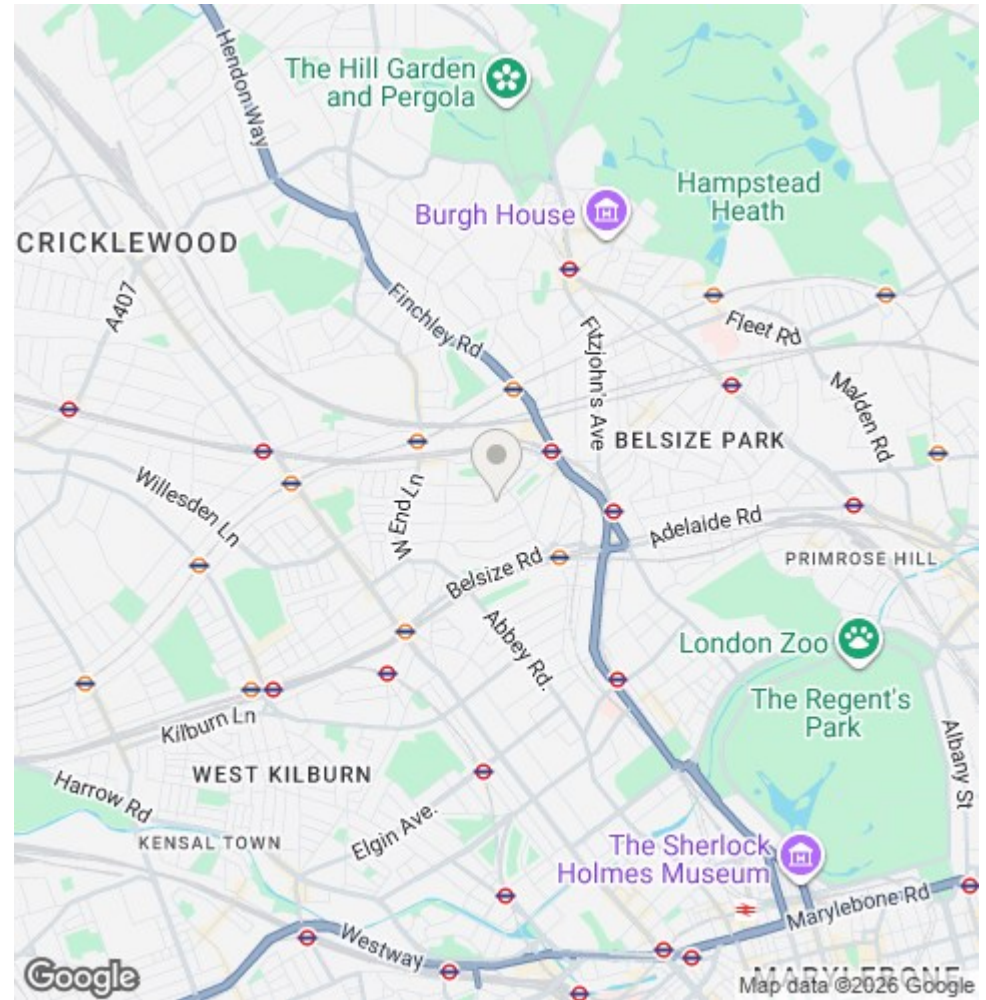 Hendon Way
The Hill Garden
and Pergola
Hampstead
Heath
Burgh House
CRICKLEWOOD
A407
Finchley Rd
Fitzjohn's Ave
Fleet Rd
Malden Rd
BELSIZE PARK
Willesden Ln
W End Ln
Adelaide Rd
Belsize Rd
PRIMROSE HILL
Abbey Rd.
London Zoo
The Regent's
Park
Kilburn Ln
Albany St
WEST KILBURN
Harrow Rd
Elgin Ave.
KENSAL TOWN
The Sherlock
Holmes Museum
Marylebone Rd
Westway
MARYLEBONE
Google
Map data ©2026 Google